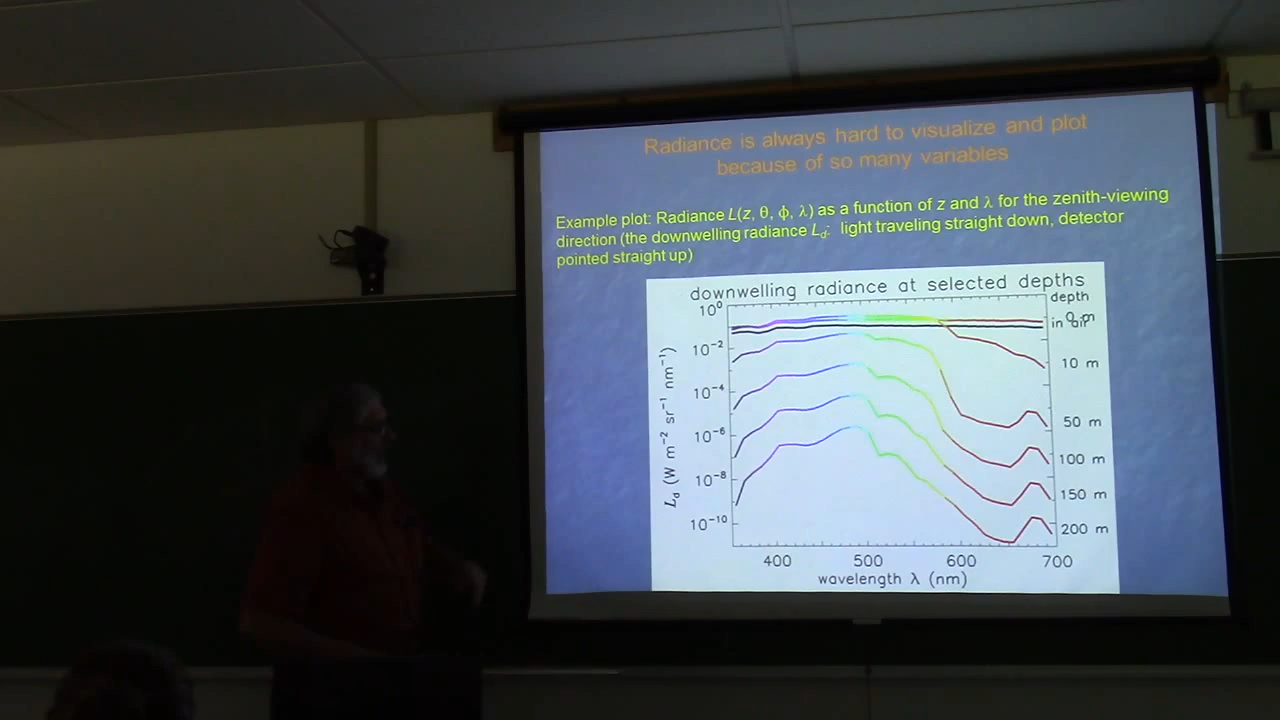 Radiance is always hard to visualize and plot
because of so many variables
Example plot: Radiance L(z, θ, ϕ, λ) as a function of z and λ for the zenith-viewing
direction (the downwelling radiance L_d: light traveling straight down, detector
pointed straight up)
downwelling radiance at selected depths
depth
in air
0 m
10 m
50 m
100 m
150 m
200 m
10⁰
10⁻²
10⁻⁴
10⁻⁶
10⁻⁸
10⁻¹⁰
L_d (W m⁻² sr⁻¹ nm⁻¹)
400 500 600 700
wavelength λ (nm)